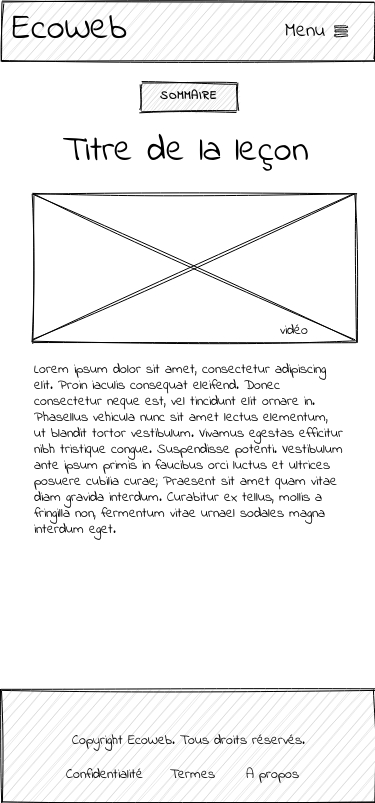 Ecoweb
Menu
SOMMAIRE
Titre de la leçon
vidéo
Lorem ipsum dolor sit amet, consectetur adipiscing
elit. Proin iaculis consequat eleifend. Donec
consectetur neque est, vel tincidunt elit ornare in.
Phasellus vehicula nunc sit amet lectus elementum,
ut blandit tortor vestibulum. Vivamus egestas efficitur
nibh tristique congue. Suspendisse potenti. Vestibulum
ante ipsum primis in faucibus orci luctus et ultrices
posuere cubilia curae; Praesent sit amet quam vitae
diam gravida interdum. Curabitur ex tellus, mollis a
fringilla non, fermentum vitae urnael sodales magna
interdum eget.
Copyright Ecoweb. Tous droits réservés.
Confidentialité Termes A propos